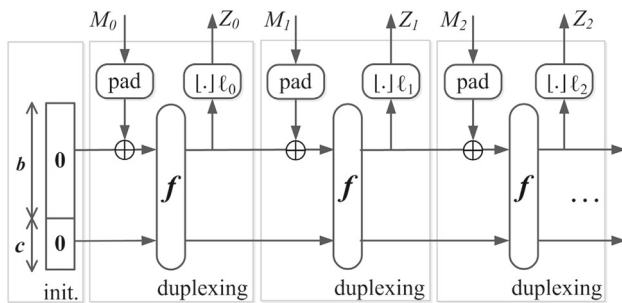 M₀ Z₀ M₁ Z₁ M₂ Z₂
pad ⌊.⌋ℓ₀ pad ⌊.⌋ℓ₁ pad ⌊.⌋ℓ₂
b 0 f f f ...
c 0
init. duplexing duplexing duplexing